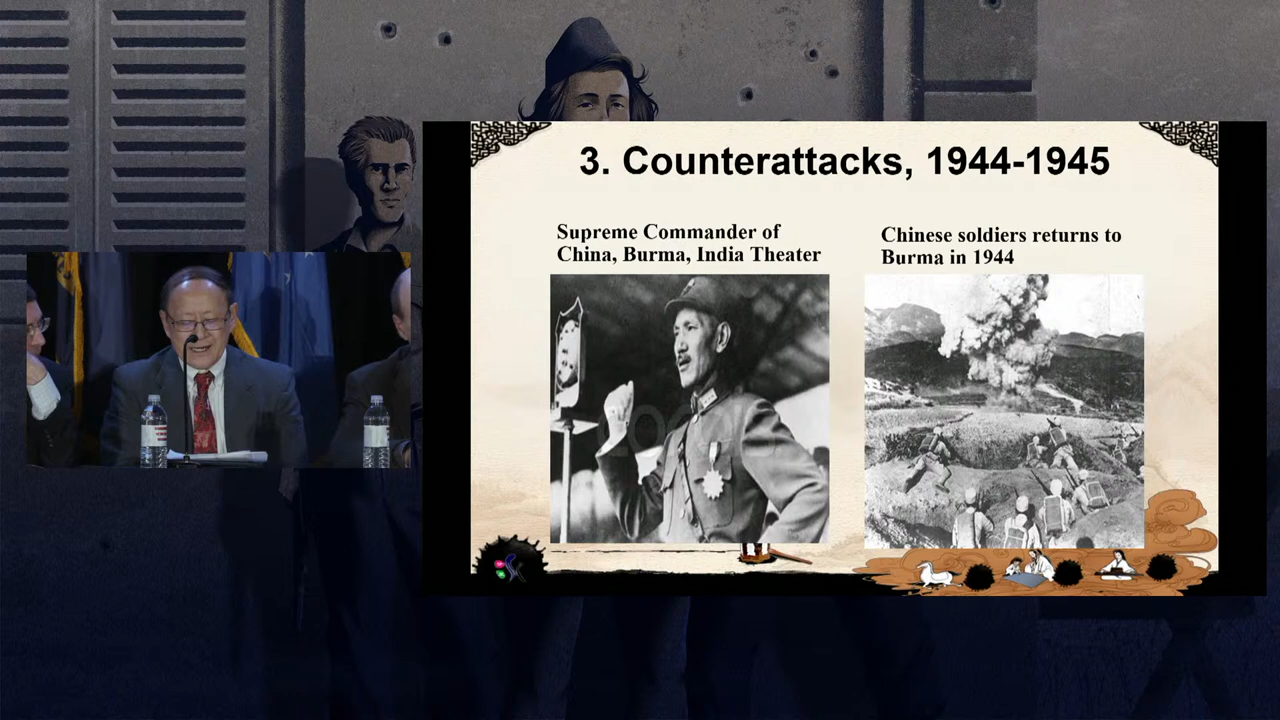 3. Counterattacks, 1944-1945
Supreme Commander of
China, Burma, India Theater
Chinese soldiers returns to
Burma in 1944